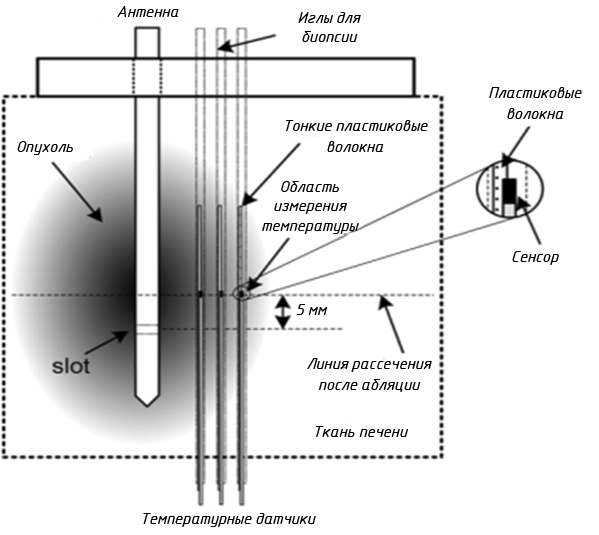 Антенна
Иглы для
биопсии
Пластиковые
волокна
Опухоль
Тонкие пластиковые
волокна
Область
измерения
температуры
Сенсор
5 мм
slot
Линия рассечения
после абляции
Ткань печени
Температурные датчики